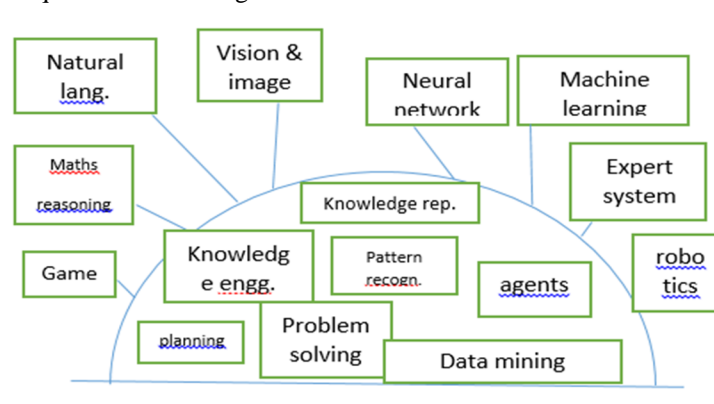 Natural
lang.
Vision &
image
Neural
network
Machine
learning
Maths
reasoning
Expert
system
Knowledge rep.
Game
Knowledg
e engg.
Pattern
recogn.
agents
robo
tics
planning
Problem
solving
Data mining